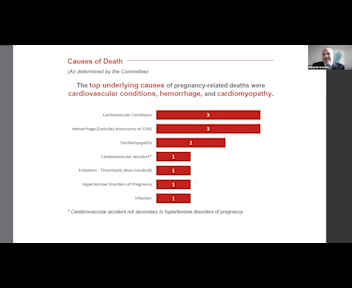 Causes of Death
(As determined by the Committee)
The top underlying causes of pregnancy-related deaths were
cardiovascular conditions, hemorrhage, and cardiomyopathy.
Cardiovascular Conditions 3
Hemorrhage (Excludes Aneurysms or CVA) 3
Cardiomyopathy 2
Cerebrovascular Accident* 1
Embolism - Thrombotic (Non-Cerebral) 1
Hypertensive Disorders of Pregnancy 1
Infection 1
* Cerebrovascular accident not secondary to hypertensive disorders of pregnancy